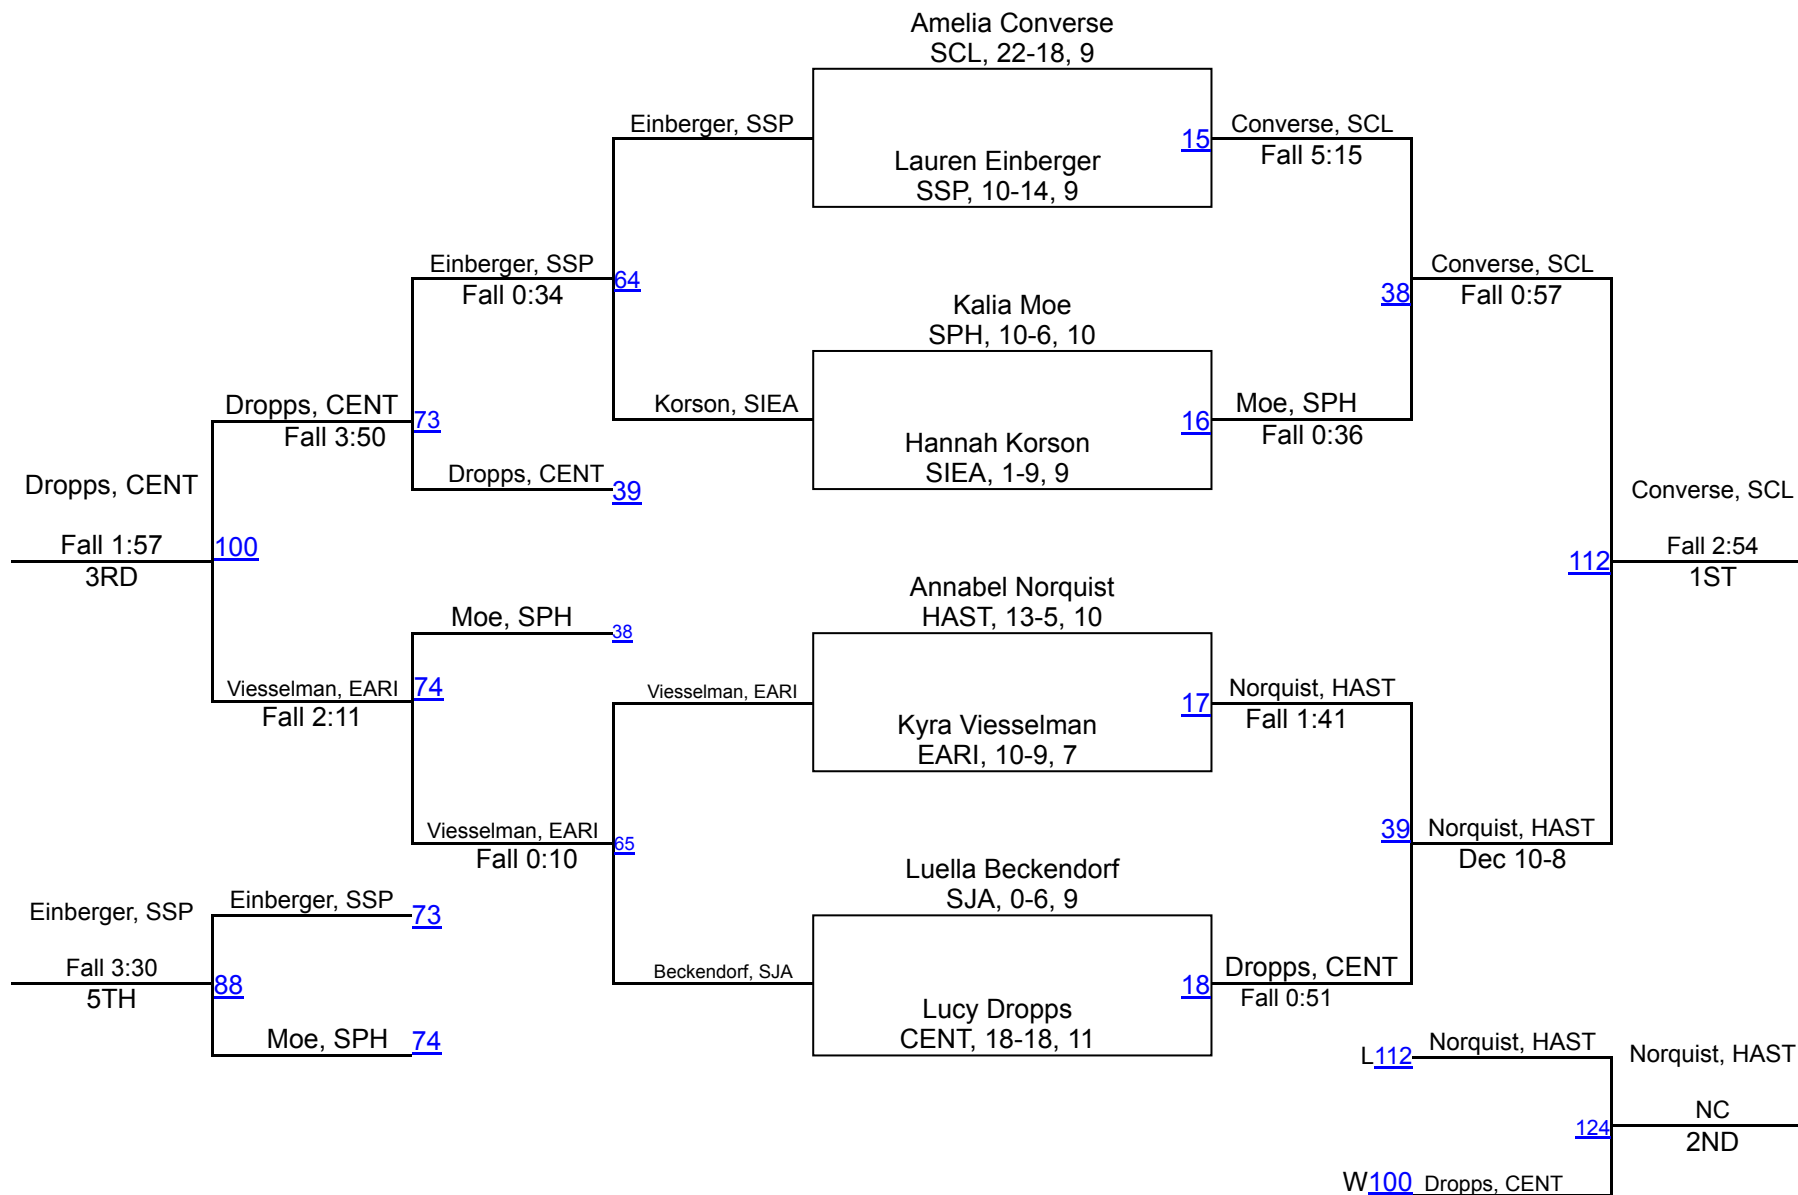 Amelia Converse
SCL, 22-18, 9
Einberger, SSP
15
Converse, SCL
Fall 5:15
Lauren Einberger
SSP, 10-14, 9
Einberger, SSP
Fall 0:34
64
Converse, SCL
Fall 0:57
38
Kalia Moe
SPH, 10-6, 10
Dropps, CENT
Fall 3:50
73
Korson, SIEA
16
Moe, SPH
Fall 0:36
Hannah Korson
SIEA, 1-9, 9
Dropps, CENT
39
Dropps, CENT
Fall 1:57
3RD
100
Converse, SCL
Fall 2:54
1ST
112
Annabel Norquist
HAST, 13-5, 10
Moe, SPH
38
Viesselman, EARI
Fall 2:11
74
Viesselman, EARI
17
Norquist, HAST
Fall 1:41
Kyra Viesselman
EARI, 10-9, 7
Viesselman, EARI
Fall 0:10
65
39
Norquist, HAST
Dec 10-8
Luella Beckendorf
SJA, 0-6, 9
Einberger, SSP
Einberger, SSP
73
Fall 3:30
5TH
88
Beckendorf, SJA
18
Dropps, CENT
Fall 0:51
Lucy Dropps
CENT, 18-18, 11
Moe, SPH
74
L112
Norquist, HAST
Norquist, HAST
NC
2ND
124
W100
Dropps, CENT